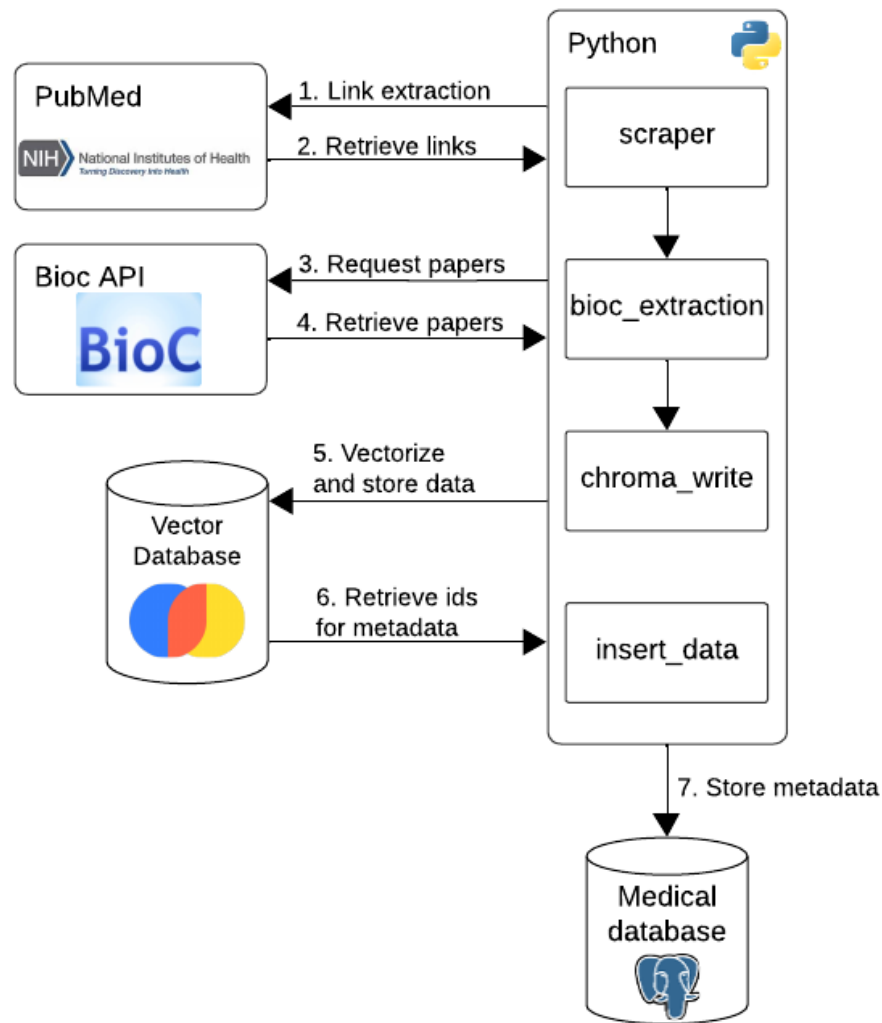 Python
PubMed
NIH
National Institutes of Health
Turning Discovery Into Health
1. Link extraction
2. Retrieve links
scraper
Bioc API
BioC
3. Request papers
4. Retrieve papers
bioc_extraction
5. Vectorize
and store data
chroma_write
Vector
Database
6. Retrieve ids
for metadata
insert_data
7. Store metadata
Medical
database